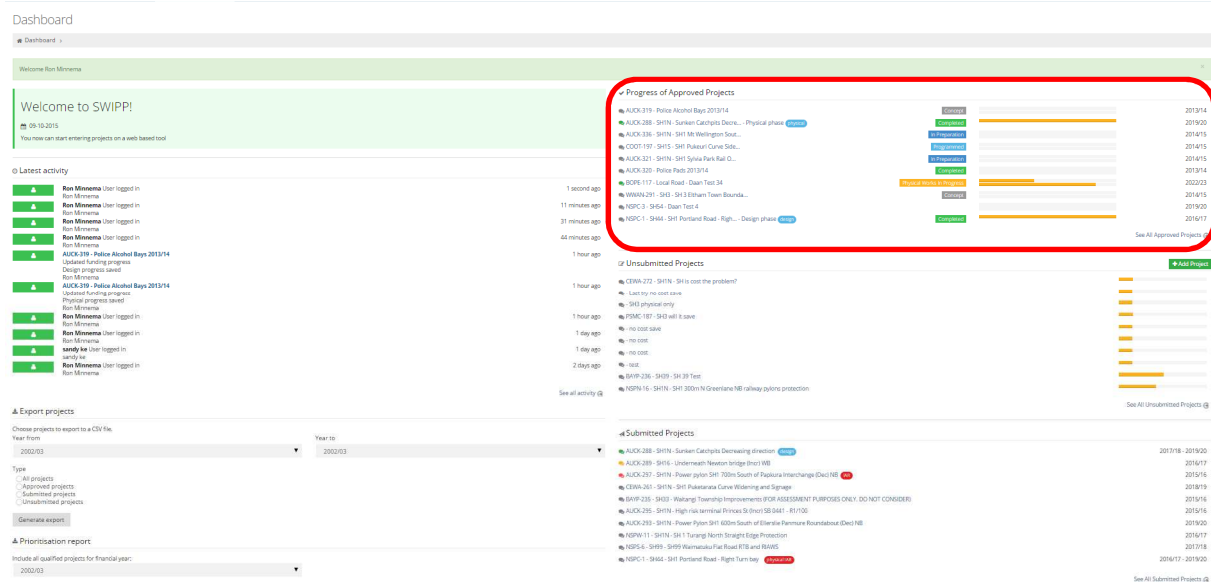 Dashboard
Dashboard
Welcome Ron Minnema
Welcome to SWIPP!
09-10-2015
You now can start entering projects on a web based tool
Latest activity
Ron Minnema User logged in 1 second ago
Ron Minnema
Ron Minnema User logged in 11 minutes ago
Ron Minnema
Ron Minnema User logged in 31 minutes ago
Ron Minnema
Ron Minnema User logged in 44 minutes ago
Ron Minnema
AUCK-319 - Police Alcohol Bays 2013/14 1 hour ago
Updated funding progress
Design progress saved
Ron Minnema
AUCK-319 - Police Alcohol Bays 2013/14 1 hour ago
Updated funding progress
Physical progress saved
Ron Minnema
Ron Minnema User logged in 1 hour ago
Ron Minnema
Ron Minnema User logged in 1 day ago
Ron Minnema
sandy ke User logged in 1 day ago
sandy ke
Ron Minnema User logged in 2 days ago
Ron Minnema
See all activity
Export projects
Choose projects to export to a CSV file.
Year from Year to
2002/03 2002/03
Type
All projects
Approved projects
Submitted projects
Unsubmitted projects
Generate export
Prioritisation report
Include all qualified projects for financial year:
2002/03
Progress of Approved Projects
AUCK-319 - Police Alcohol Bays 2013/14 Concept 2013/14
AUCK-288 - SH1N - Sunken Catchpits Decre... - Physical phase physical Completed 2019/20
AUCK-336 - SH1N - SH1 Mt Wellington Sout... In Preparation 2014/15
COOT-197 - SH1S - SH1 Pukeuri Curve Side... Programmed 2014/15
AUCK-321 - SH1N - SH1 Sylvia Park Rail O... In Preparation 2014/15
AUCK-320 - Police Pads 2013/14 Completed 2013/14
BOPE-117 - Local Road - Daan Test 34 Physical Works in Progress 2022/23
WWAN-291 - SH3 - SH 3 Eltham Town Bounda... Concept 2014/15
NSPC-3 - SH54 - Daan Test 4 2019/20
NSPC-1 - SH44 - SH1 Portland Road - Righ... - Design phase design Completed 2016/17
See All Approved Projects
Unsubmitted Projects + Add Project
CEWA-272 - SH1N - SH is cost the problem?
- Last try no cost save
- SH3 physical only
PSMC-187 - SH3 will it save
- no cost save
- no cost
- no cost
- test
BAYP-236 - SH39 - SH 39 Test
NSPN-16 - SH1N - SH1 300m N Greentane NB railway pylons protection
See All Unsubmitted Projects
Submitted Projects
AUCK-288 - SH1N - Sunken Catchpits Decreasing direction design 2017/18 - 2019/20
AUCK-289 - SH16 - Underneath Newton bridge (Incr) WB 2016/17
AUCK-297 - SH1N - Power pylon SH1 700m South of Papkura Interchange (Dec) NB IAR 2015/16
CEWA-261 - SH1N - SH1 Puketarata Curve Widening and Signage 2018/19
BAYP-235 - SH33 - Waitangi Township Improvements (FOR ASSESSMENT PURPOSES ONLY. DO NOT CONSIDER) 2015/16
AUCK-295 - SH1N - High risk terminal Princes St (Incr) SB 0441 - R1/100 2015/16
AUCK-293 - SH1N - Power Pylon SH1 600m South of Ellerslie Panmure Roundabout (Dec) NB 2019/20
NSPW-11 - SH1N - SH 1 Turangi North Straight Edge Protection 2016/17
NSPS-6 - SH99 - SH99 Waimatuku Flat Road RTB and RIAWS 2017/18
NSPC-1 - SH44 - SH1 Portland Road - Right Turn bay physical IAR 2016/17 - 2019/20
See All Submitted Projects